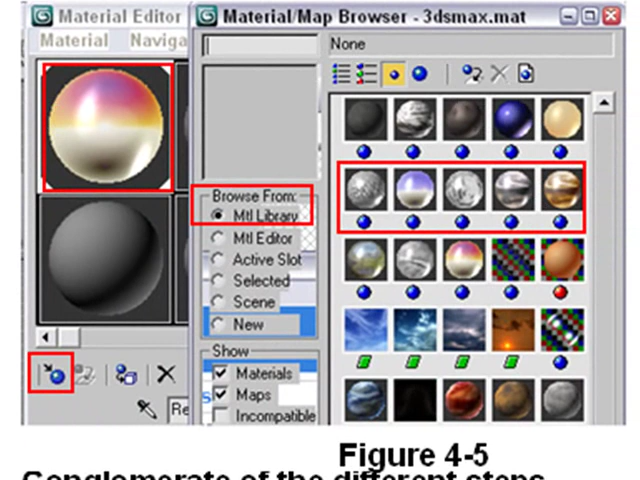 Material Editor
Material Naviga
Material/Map Browser - 3dsmax.mat
None
Browse From:
Mtl Library
Mtl Editor
Active Slot
Selected
Scene
New
Show
Materials
Maps
Incompatible
Re
Figure 4-5
Conglomerate of the different steps